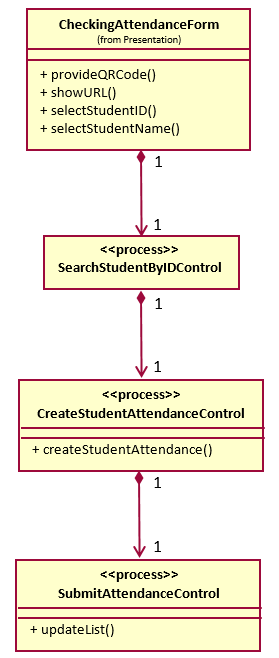 CheckingAttendanceForm
(from Presentation)
+ provideQRCode()
+ showURL()
+ selectStudentID()
+ selectStudentName()
1
1
<<process>>
SearchStudentByIDControl
1
1
<<process>>
CreateStudentAttendanceControl
+ createStudentAttendance()
1
1
<<process>>
SubmitAttendanceControl
+ updateList()